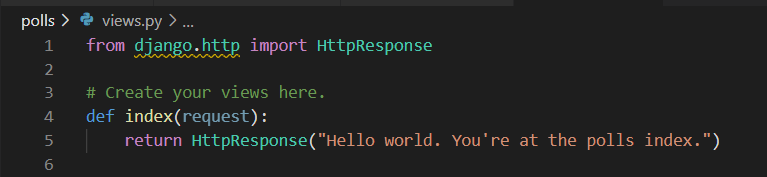 polls > views.py > ...
1 from django.http import HttpResponse
2
3 # Create your views here.
4 def index(request):
5     return HttpResponse("Hello world. You're at the polls index.")
6